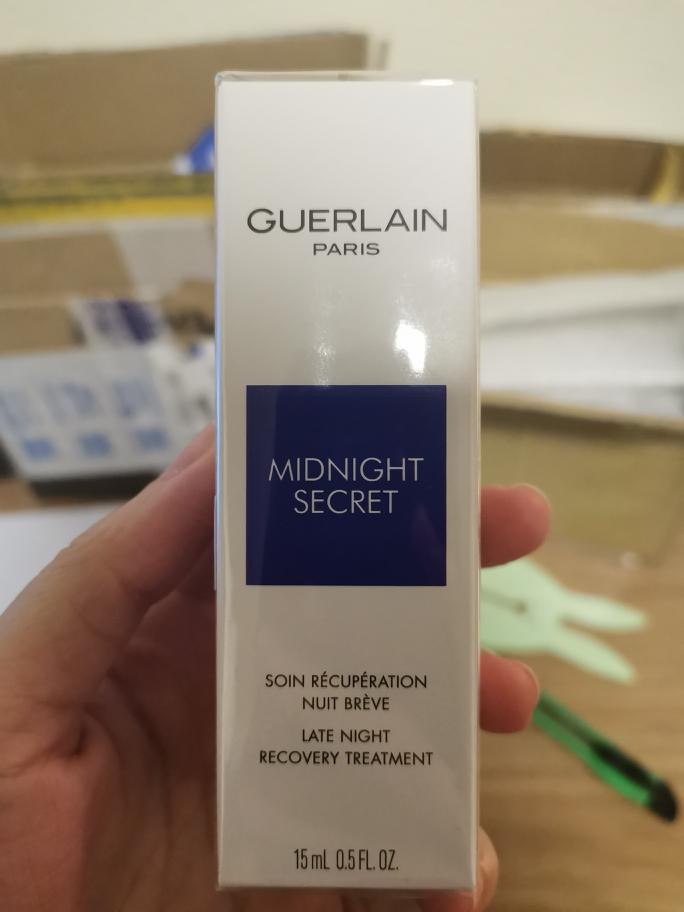 GUERLAIN
PARIS
MIDNIGHT
SECRET
SOIN RÉCUPÉRATION
NUIT BRÈVE
LATE NIGHT
RECOVERY TREATMENT
15 mL 0.5 FL. OZ.